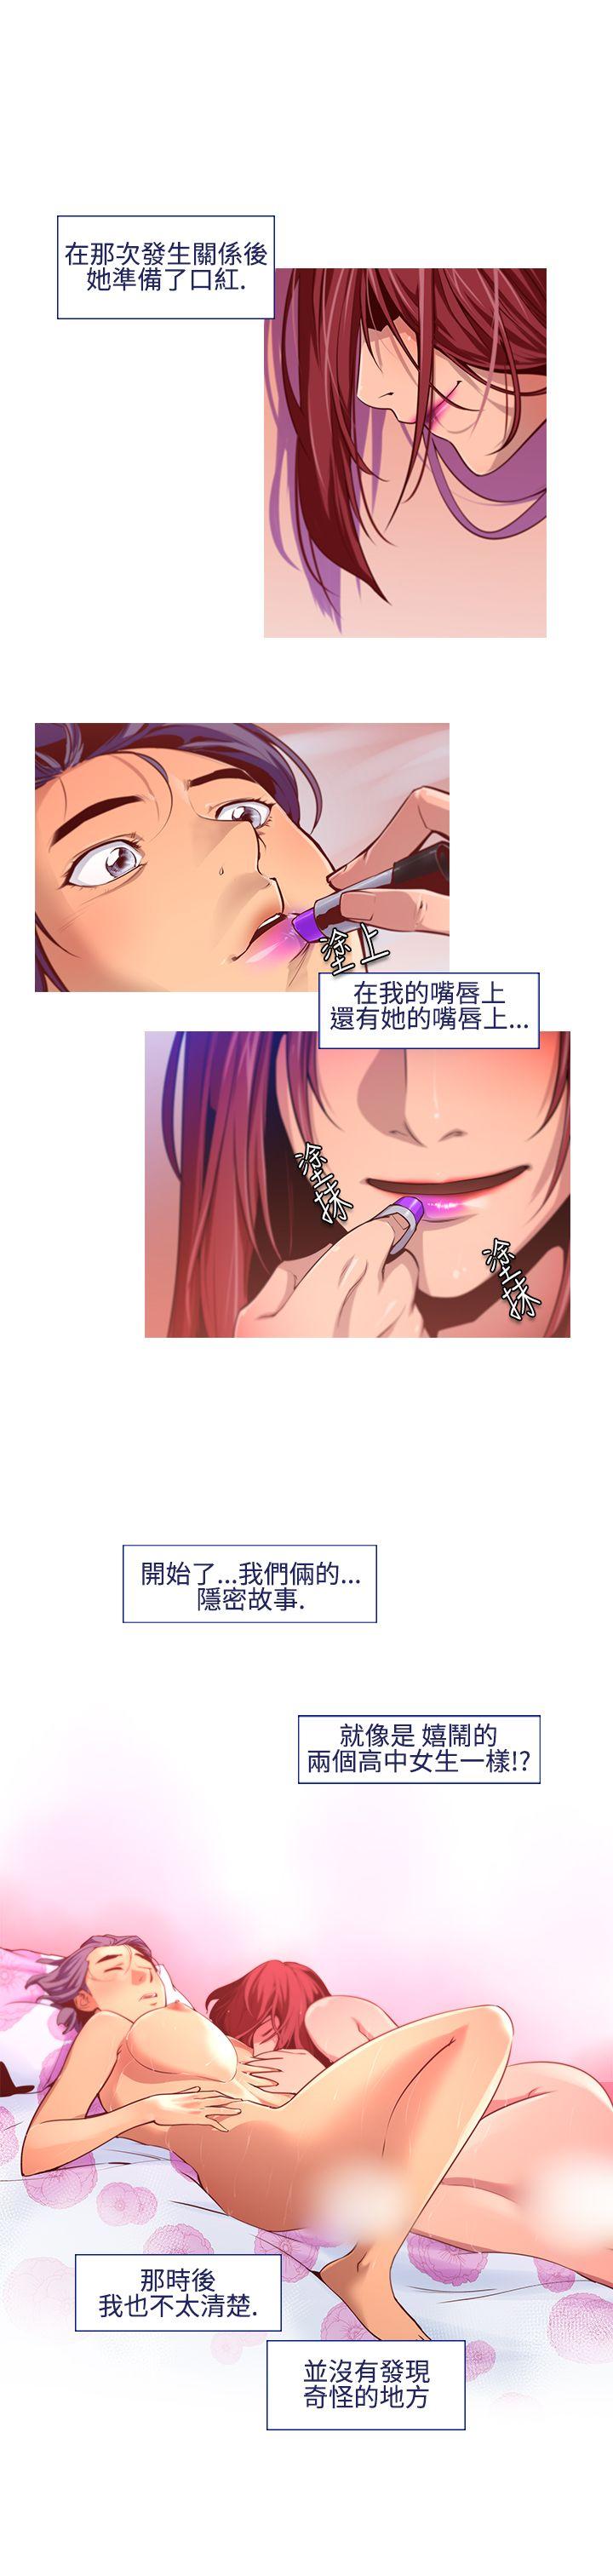 在那次發生關係後
她準備了口紅.
塗上
在我的嘴唇上
還有她的嘴唇上...
塗抹
塗抹
開始了...我們倆的...
隱密故事.
就像是 嬉鬧的
兩個高中女生一樣!?
那時後
我也不太清楚.
並沒有發現
奇怪的地方